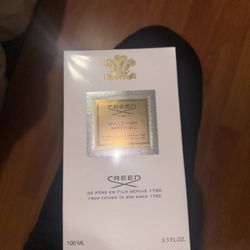 CREED
MILLESIME
IMPERIAL
CREED
DE PÈRE EN FILS DEPUIS 1760
FROM FATHER TO SON SINCE 1760
100 ML 3.3 FL.OZ